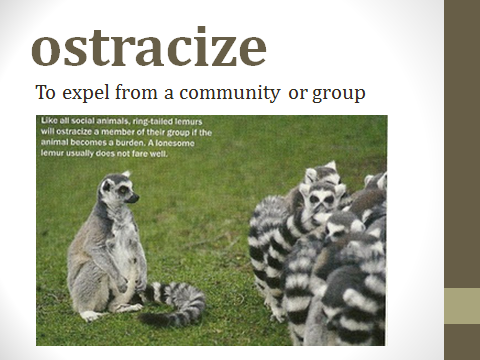 ostracize
To expel from a community or group
Like all social animals, ring-tailed lemurs
will ostracize a member of their group if the
animal becomes a burden. A lonesome
lemur usually does not fare well.